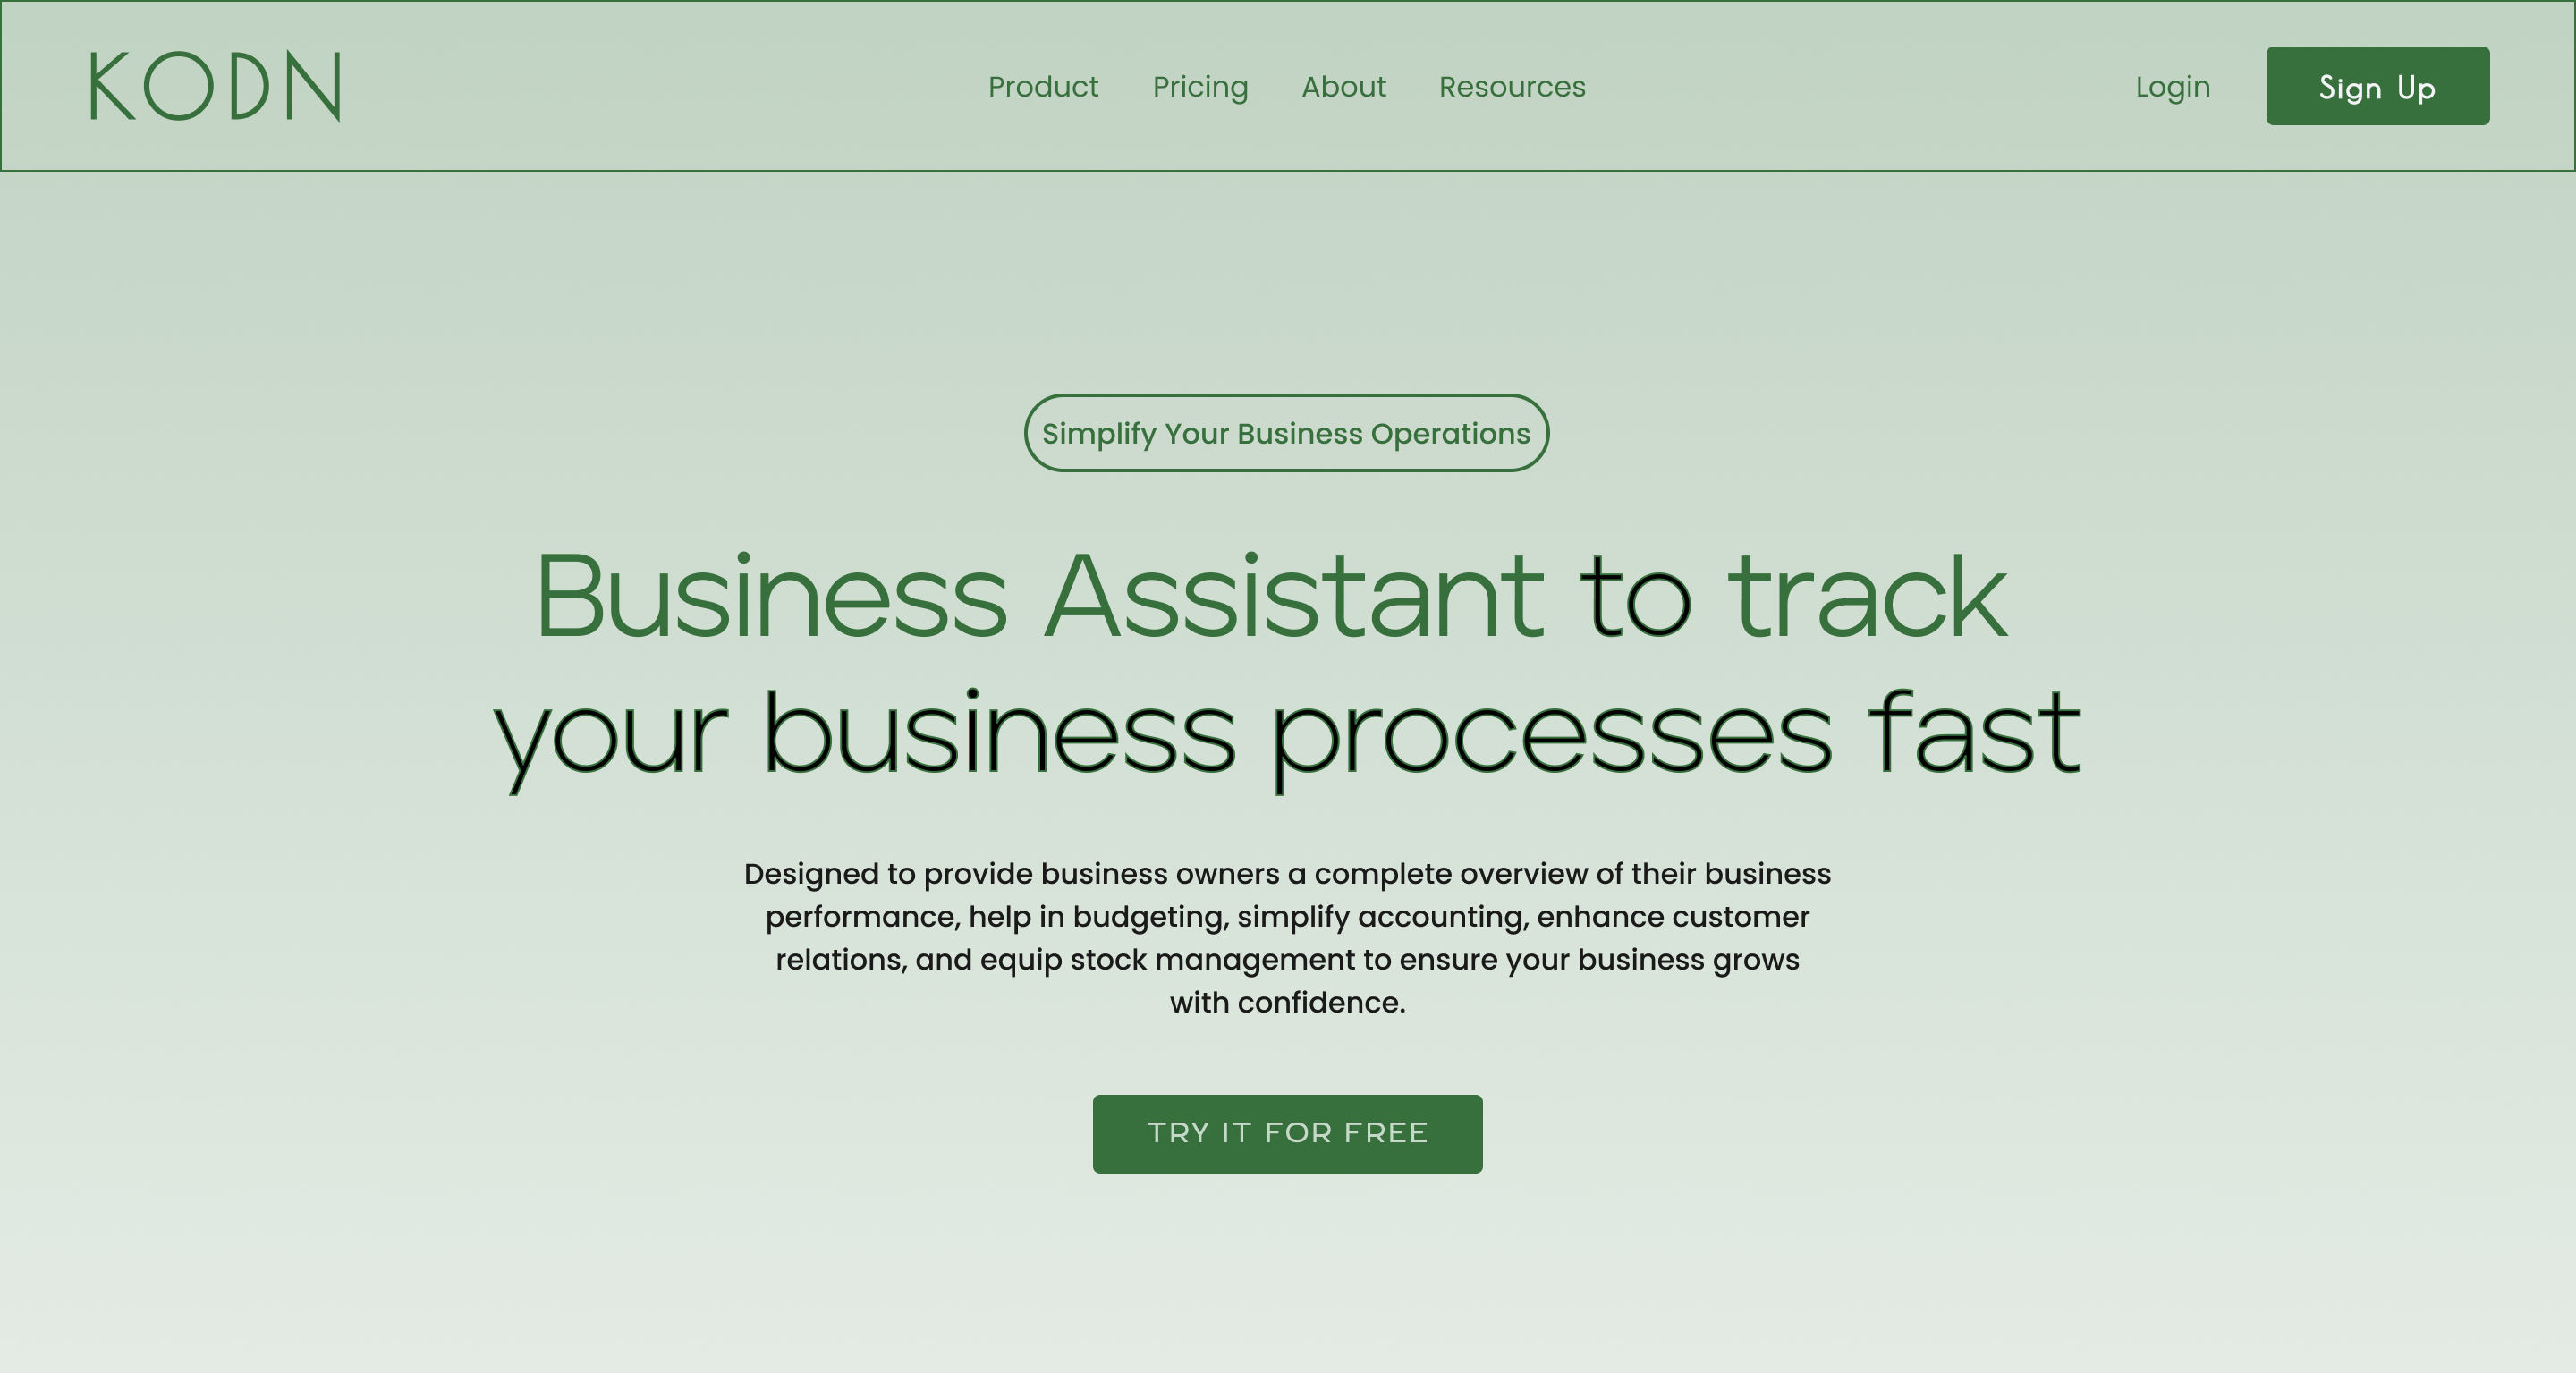 KODN
Product Pricing About Resources
Login Sign Up
Simplify Your Business Operations
Business Assistant to track
your business processes fast
Designed to provide business owners a complete overview of their business
performance, help in budgeting, simplify accounting, enhance customer
relations, and equip stock management to ensure your business grows
with confidence.
TRY IT FOR FREE